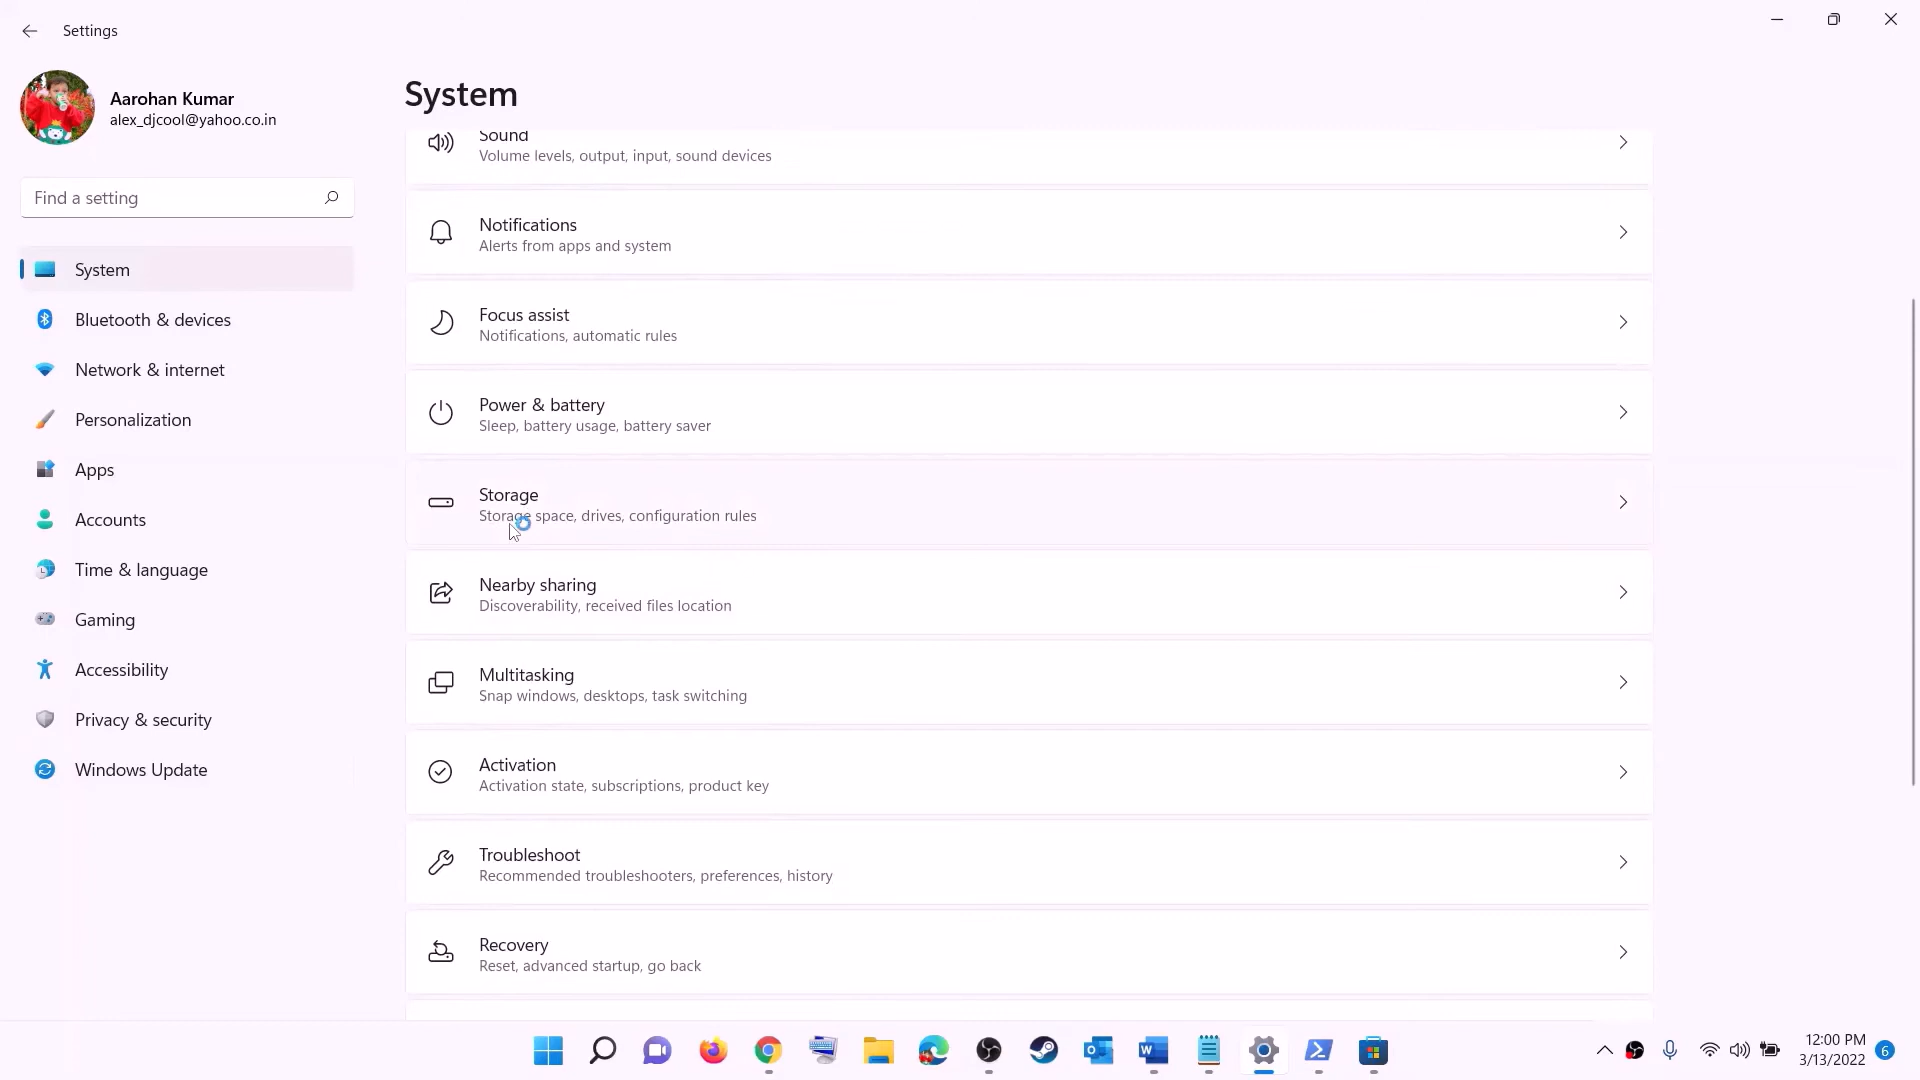 Settings
Aarohan Kumar
alex_djcool@yahoo.co.in
Find a setting
System
Bluetooth & devices
Network & internet
Personalization
Apps
Accounts
Time & language
Gaming
Accessibility
Privacy & security
Windows Update
System
Sound
Volume levels, output, input, sound devices
Notifications
Alerts from apps and system
Focus assist
Notifications, automatic rules
Power & battery
Sleep, battery usage, battery saver
Storage
Storage space, drives, configuration rules
Nearby sharing
Discoverability, received files location
Multitasking
Snap windows, desktops, task switching
Activation
Activation state, subscriptions, product key
Troubleshoot
Recommended troubleshooters, preferences, history
Recovery
Reset, advanced startup, go back
12:00 PM
3/13/2022
6